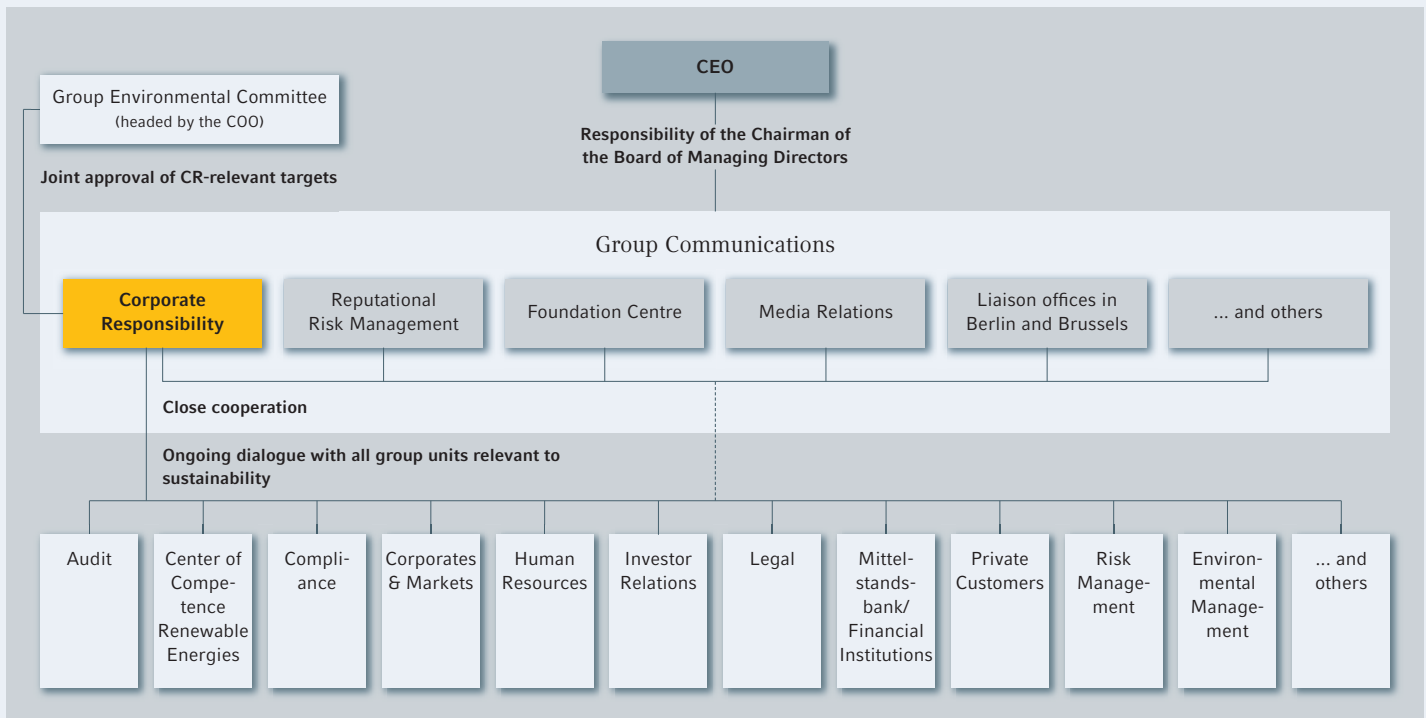 CEO
Group Environmental Committee
(headed by the COO)
Responsibility of the Chairman of
the Board of Managing Directors
Joint approval of CR-relevant targets
Group Communications
Corporate
Responsibility
Reputational
Risk Management
Foundation Centre
Media Relations
Liaison offices in
Berlin and Brussels
... and others
Close cooperation
Ongoing dialogue with all group units relevant to
sustainability
Audit
Center of
Compe-
tence
Renewable
Energies
Compli-
ance
Corporates
& Markets
Human
Resources
Investor
Relations
Legal
Mittel-
stands-
bank/
Financial
Institutions
Private
Customers
Risk
Manage-
ment
Environ-
mental
Manage-
ment
... and
others